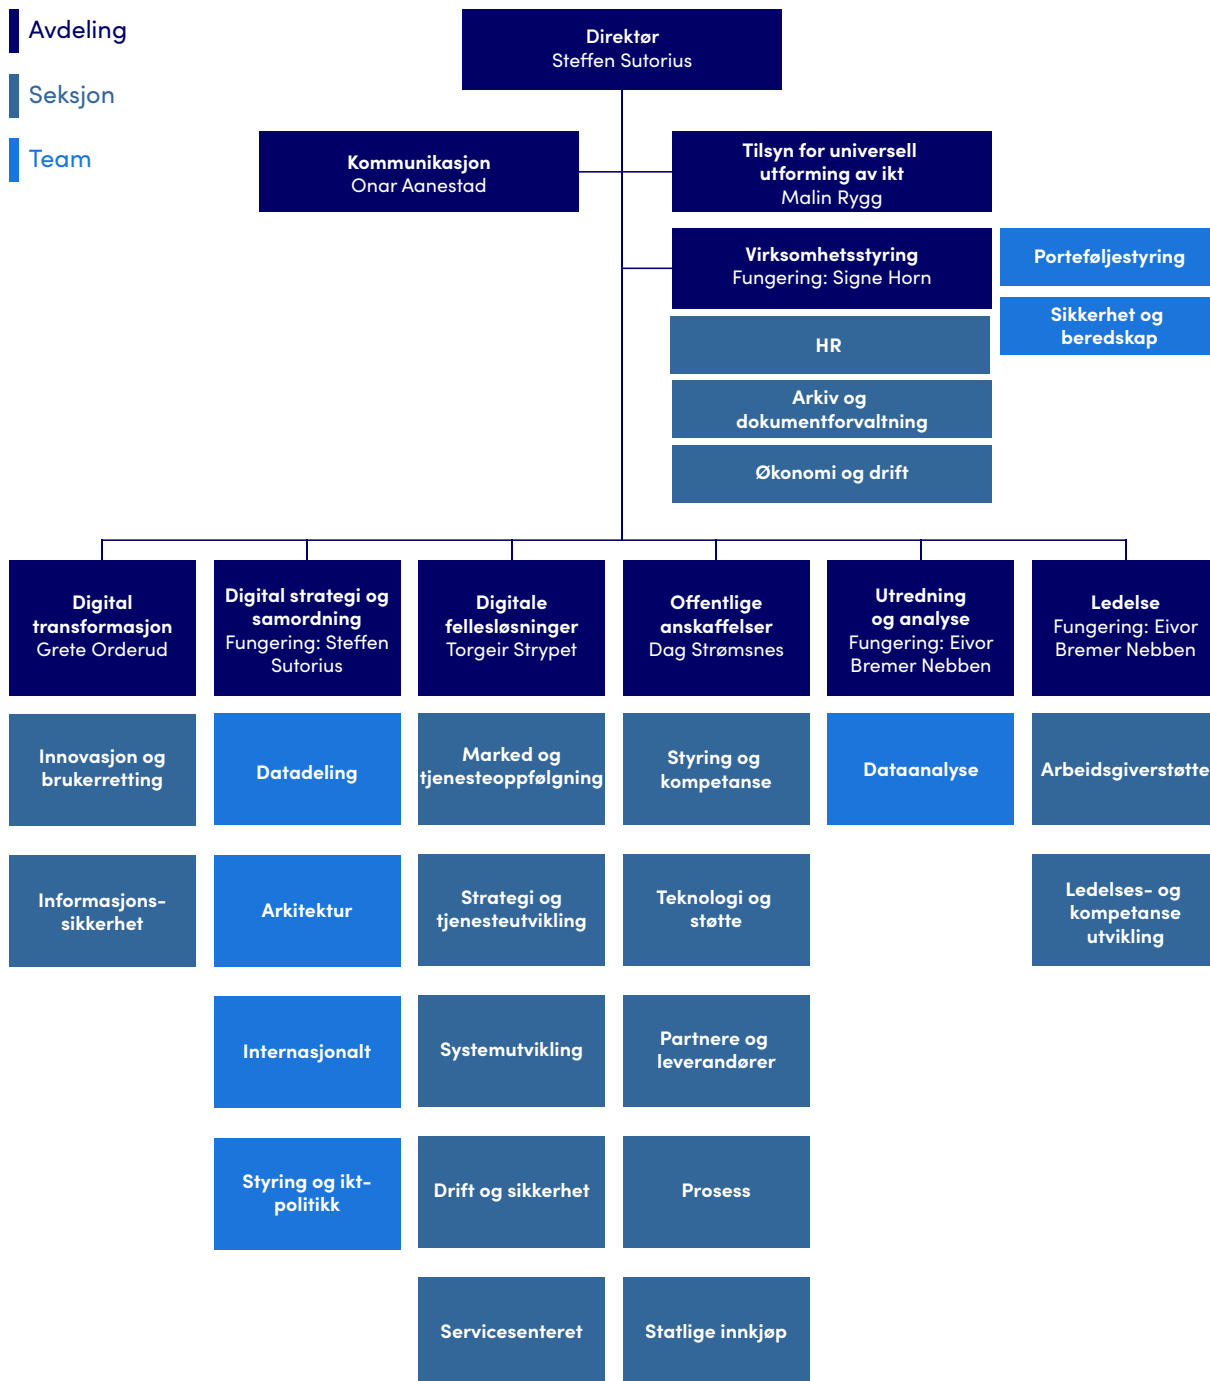 Avdeling
Seksjon
Team
Direktør
Steffen Sutorius
Kommunikasjon
Onar Aanestad
Tilsyn for universell
utforming av ikt
Malin Rygg
Virksomhetsstyring
Fungering: Signe Horn
Porteføljestyring
Sikkerhet og
beredskap
HR
Arkiv og
dokumentforvaltning
Økonomi og drift
Digital
transformasjon
Grete Orderud
Innovasjon og
brukerretting
Informasjons-
sikkerhet
Digital strategi og
samordning
Fungering: Steffen
Sutorius
Datadeling
Arkitektur
Internasjonalt
Styring og ikt-
politikk
Digitale
fellesløsninger
Torgeir Strypet
Marked og
tjenesteoppfølgning
Strategi og
tjenesteutvikling
Systemutvikling
Drift og sikkerhet
Servicesenteret
Offentlige
anskaffelser
Dag Strømsnes
Styring og
kompetanse
Teknologi og
støtte
Partnere og
leverandører
Prosess
Statlige innkjøp
Utredning
og analyse
Fungering: Eivor
Bremer Nebben
Dataanalyse
Ledelse
Fungering: Eivor
Bremer Nebben
Arbeidsgiverstøtte
Ledelses- og
kompetanse
utvikling